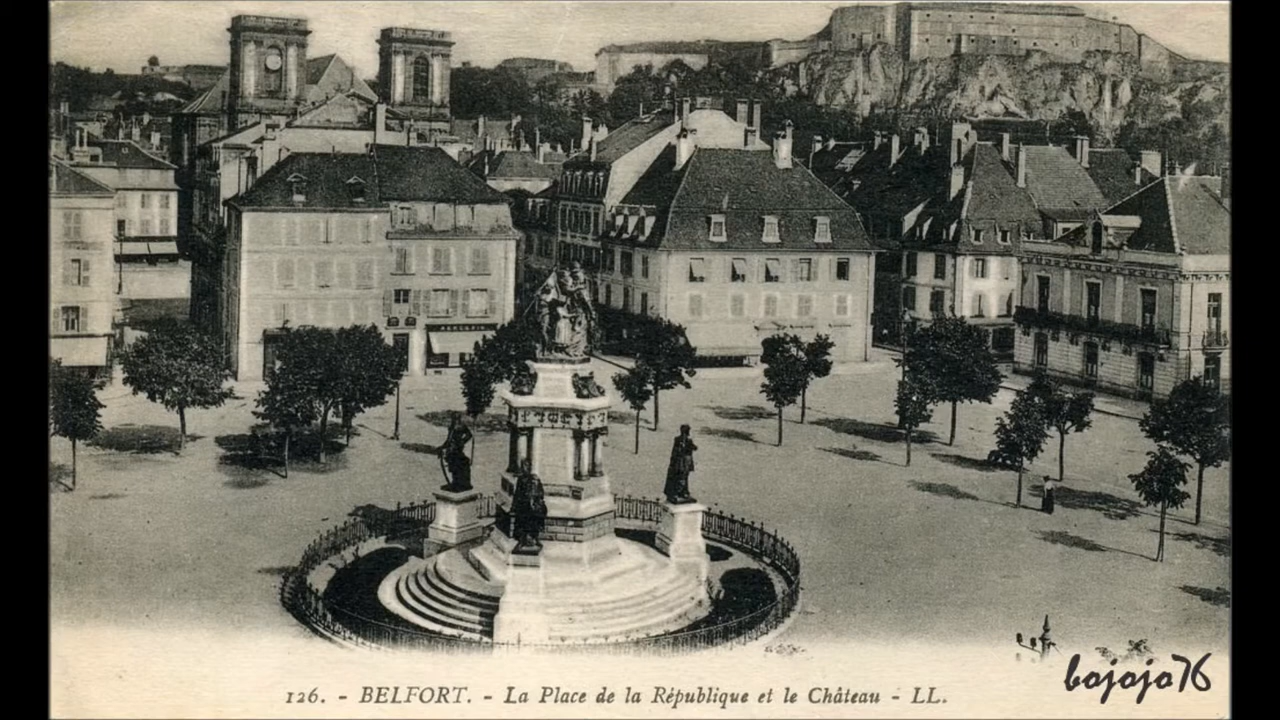 126. - BELFORT. - La Place de la République et le Château - LL.
bojojo76